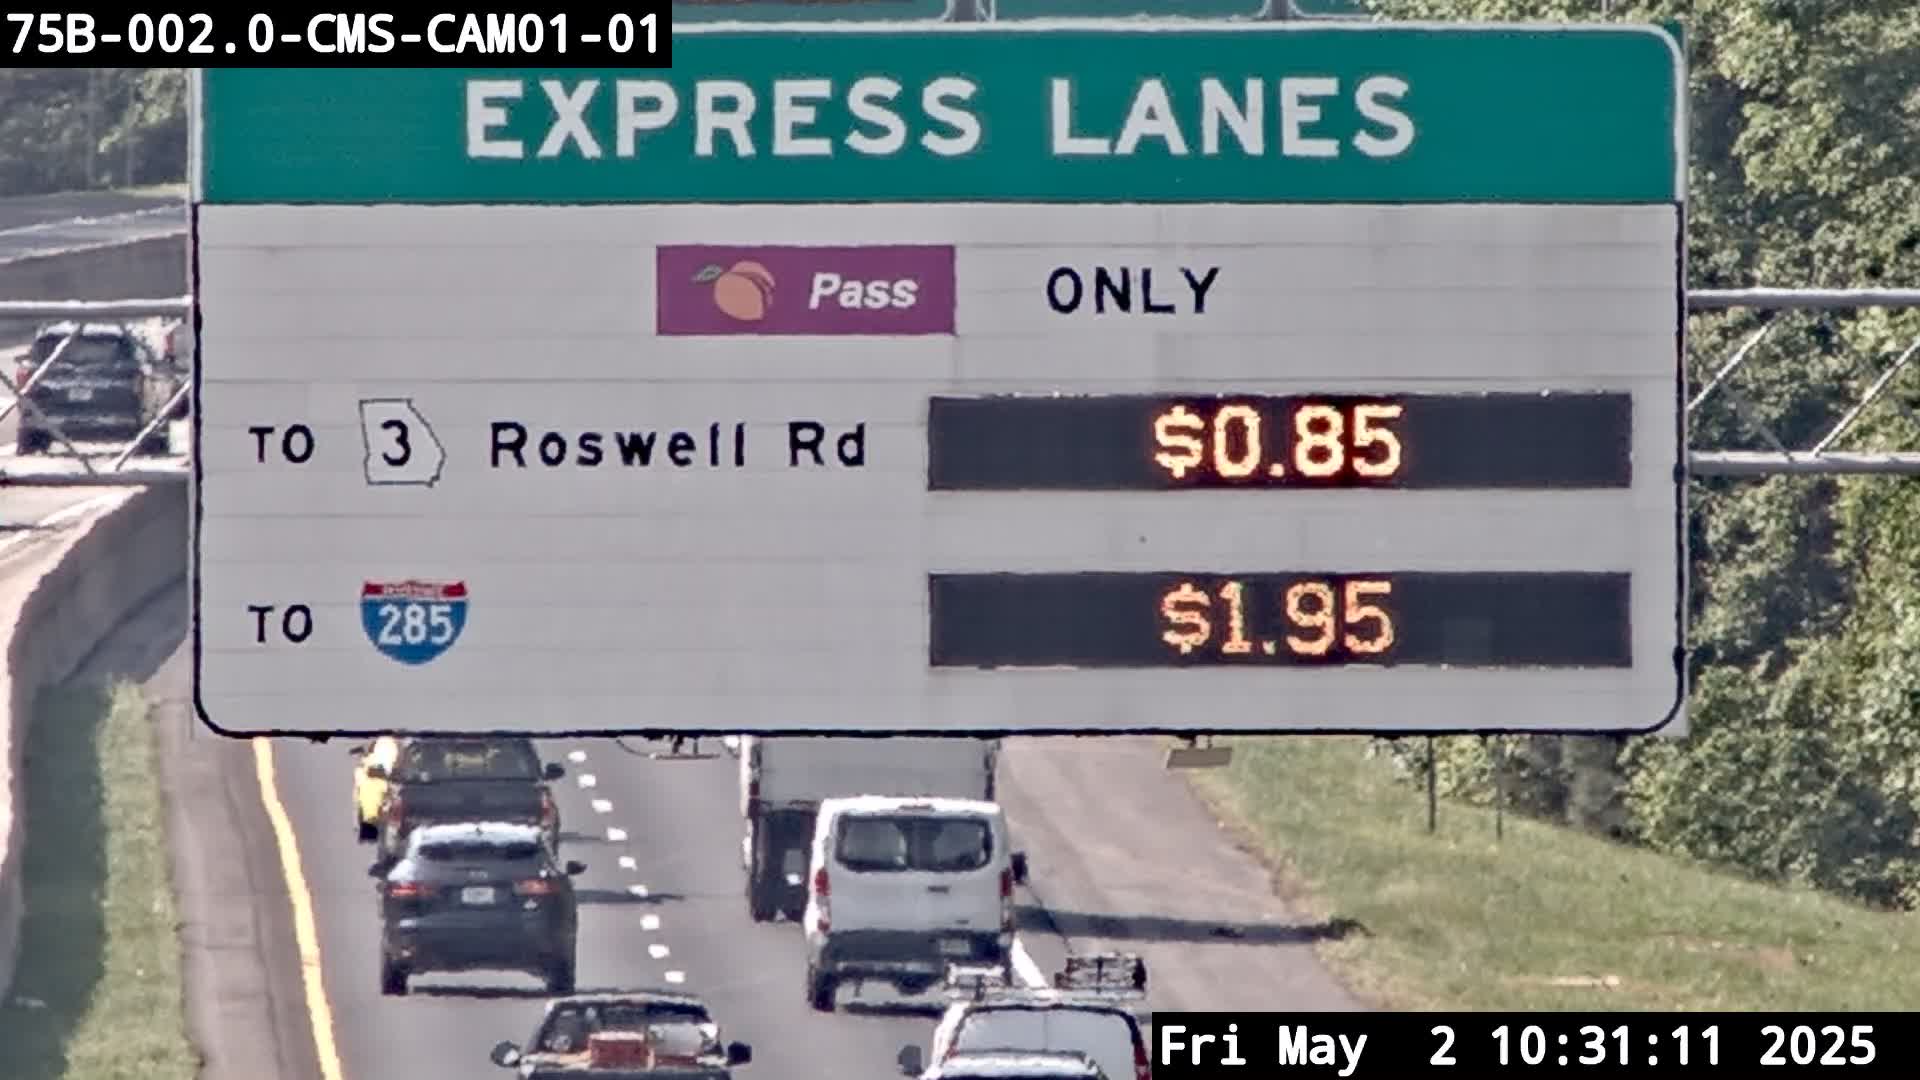 75B-002.0-CMS-CAM01-01
EXPRESS LANES
Pass ONLY
TO 3 Roswell Rd $0.85
INTERSTATE
TO 285 $1.95
Fri May 2 10:31:11 2025